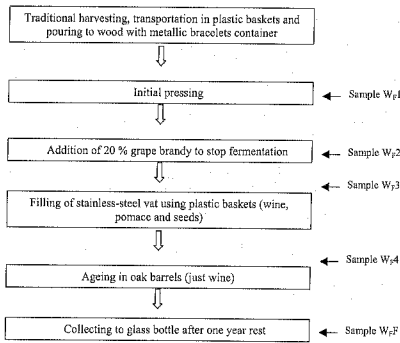 Traditional harvesting, transportation in plastic baskets and
pouring to wood with metallic bracelets container
Initial pressing
Sample WF1
Addition of 20 % grape brandy to stop fermentation
Sample WF2
Sample WF3
Filling of stainless-steel vat using plastic baskets (wine,
pomace and seeds)
Sample WF4
Ageing in oak barrels (just wine)
Collecting to glass bottle after one year rest
Sample WFF